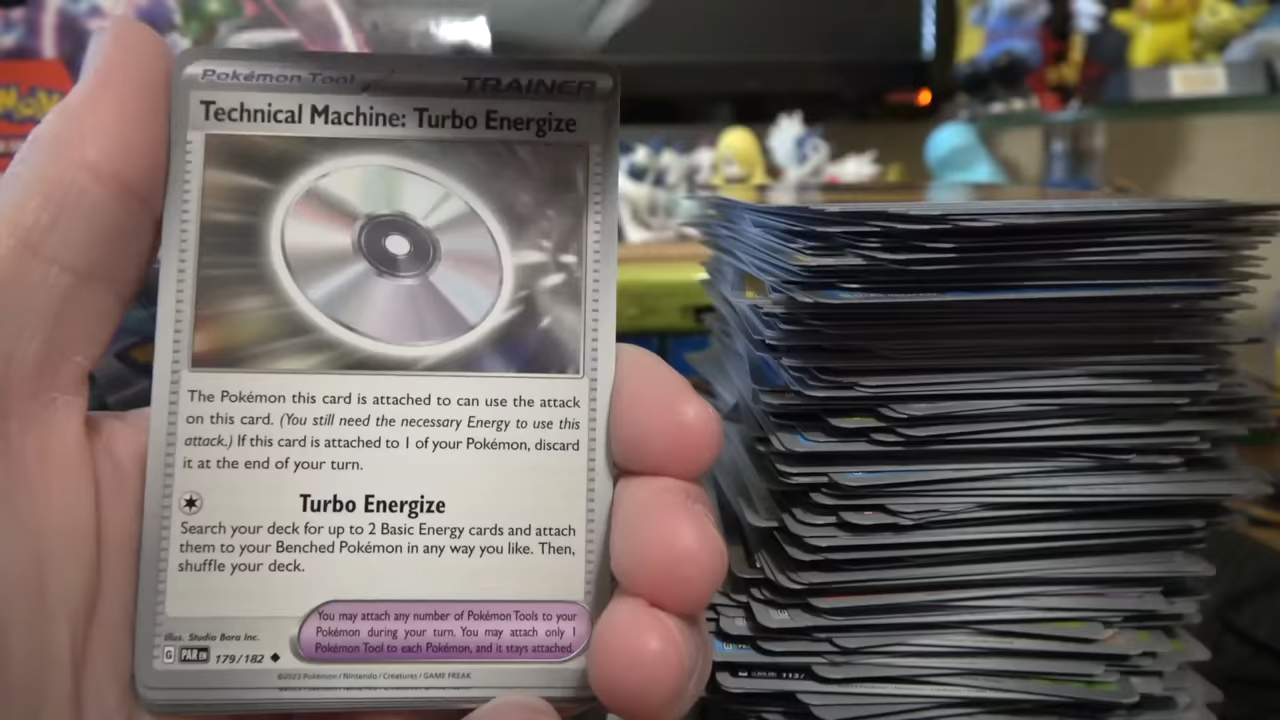 Pokémon Tool TRAINER
Technical Machine: Turbo Energize
The Pokémon this card is attached to can use the attack
on this card. (You still need the necessary Energy to use this
attack.) If this card is attached to 1 of your Pokémon, discard
it at the end of your turn.
Turbo Energize
Search your deck for up to 2 Basic Energy cards and attach
them to your Benched Pokémon in any way you like. Then,
shuffle your deck.
You may attach any number of Pokémon Tools to your
Pokémon during your turn. You may attach only 1
Pokémon Tool to each Pokémon, and it stays attached.
Illus. Studio Bora Inc.
G PAR EN 179/182
©2023 Pokémon / Nintendo / Creatures / GAME FREAK